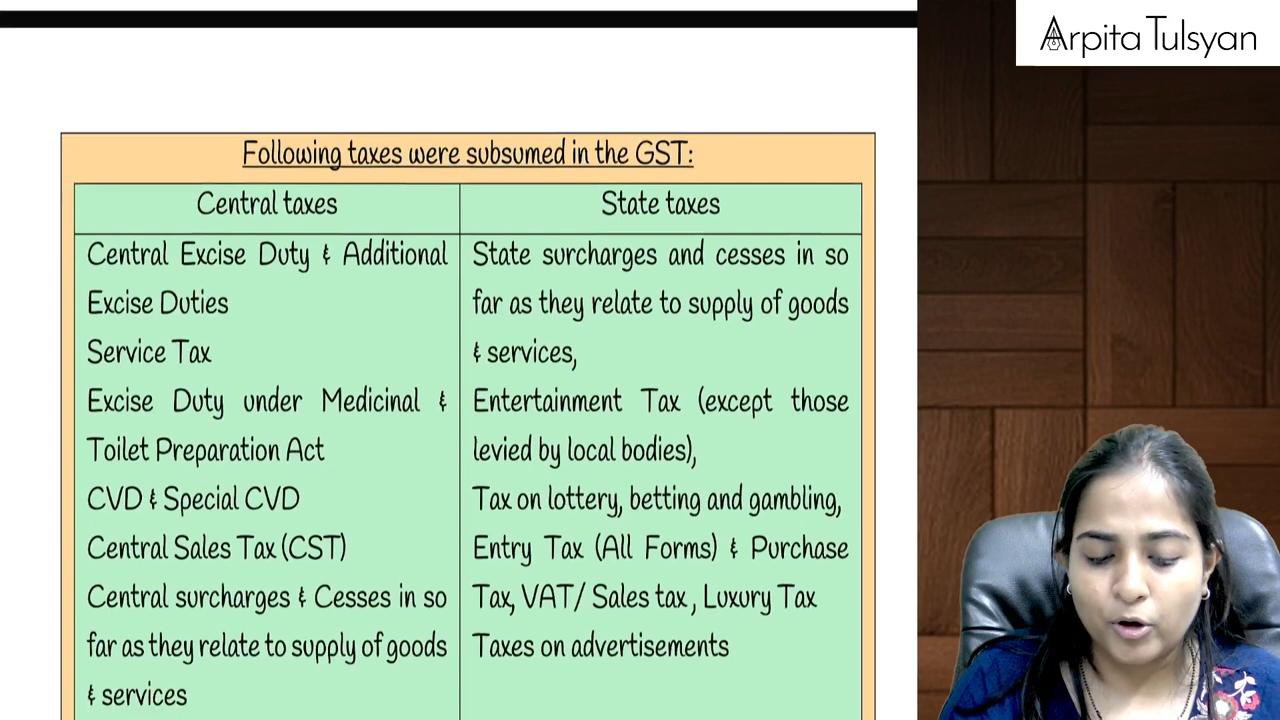 Arpita Tulsyan
Following taxes were subsumed in the GST:
Central taxes
Central Excise Duty & Additional
Excise Duties
Service Tax
Excise Duty under Medicinal &
Toilet Preparation Act
CVD & Special CVD
Central Sales Tax (CST)
Central surcharges & Cesses in so
far as they relate to supply of goods
& services
State taxes
State surcharges and cesses in so
far as they relate to supply of goods
& services,
Entertainment Tax (except those
levied by local bodies),
Tax on lottery, betting and gambling,
Entry Tax (All Forms) & Purchase
Tax, VAT/ Sales tax, Luxury Tax
Taxes on advertisements